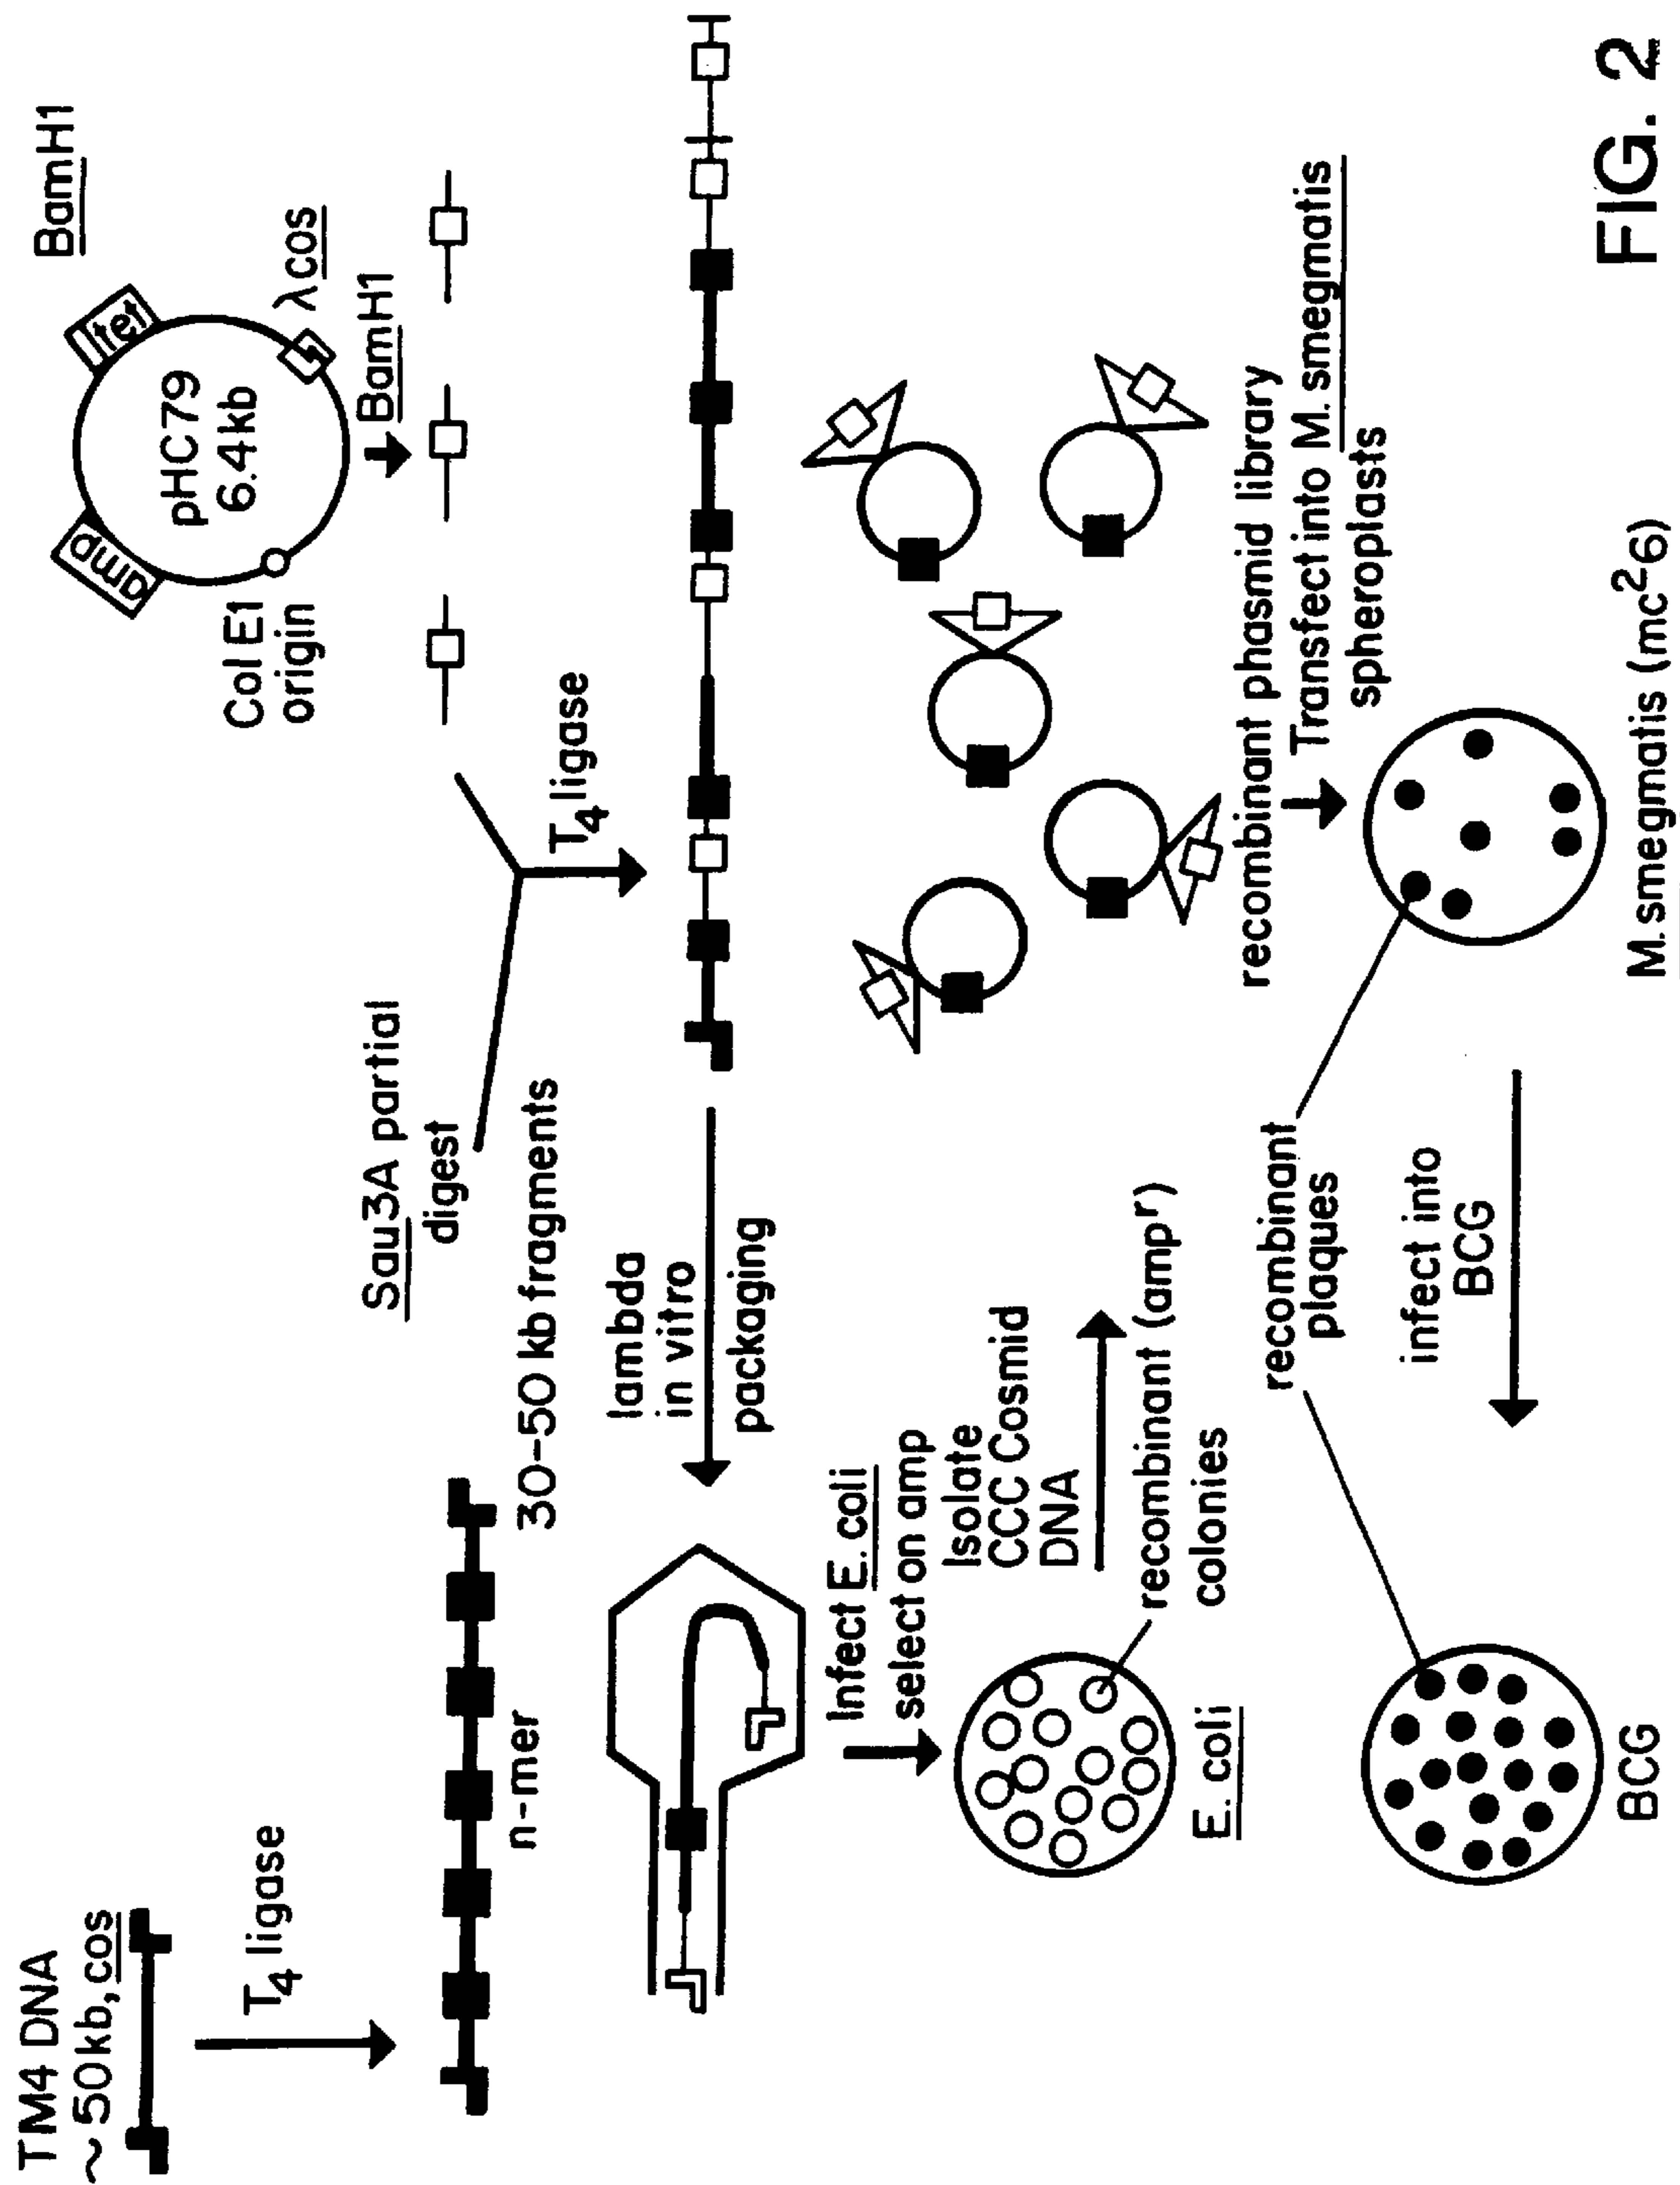 TM4 DNA
~50kb, cos
T4 ligase
n-mer
Sau3A partial
digest
30-50 kb fragments
BamH1
amp
tet
pHC79
6.4kb
Col E1
origin
λ cos
BamH1
T4 ligase
lambda
in vitro
packaging
Infect E. coli
select on amp
Isolate
CCC Cosmid
DNA
recombinant (ampr)
colonies
E. coli
recombinant phasmid library
Transfect into M. smegmatis
spheroplasts
recombinant
plaques
infect into
BCG
BCG
M. smegmatis (mc26)
FIG. 2